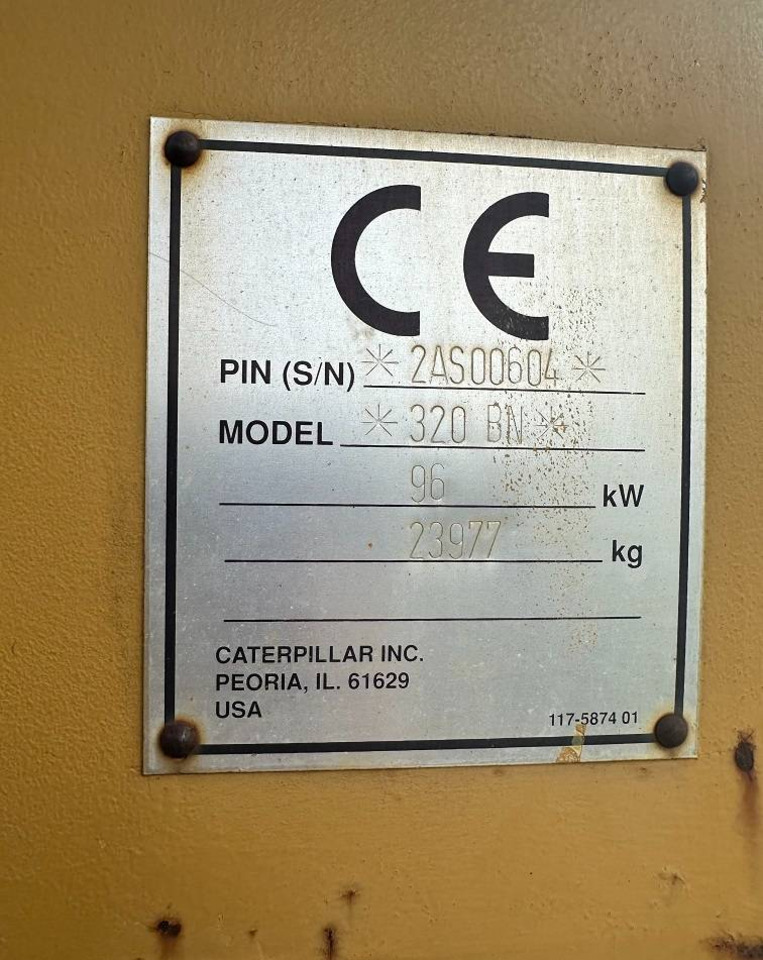 CE
PIN (S/N) *2AS00604*
MODEL *320 BN*
96 kW
23977 kg
CATERPILLAR INC.
PEORIA, IL. 61629
USA
117-5874 01